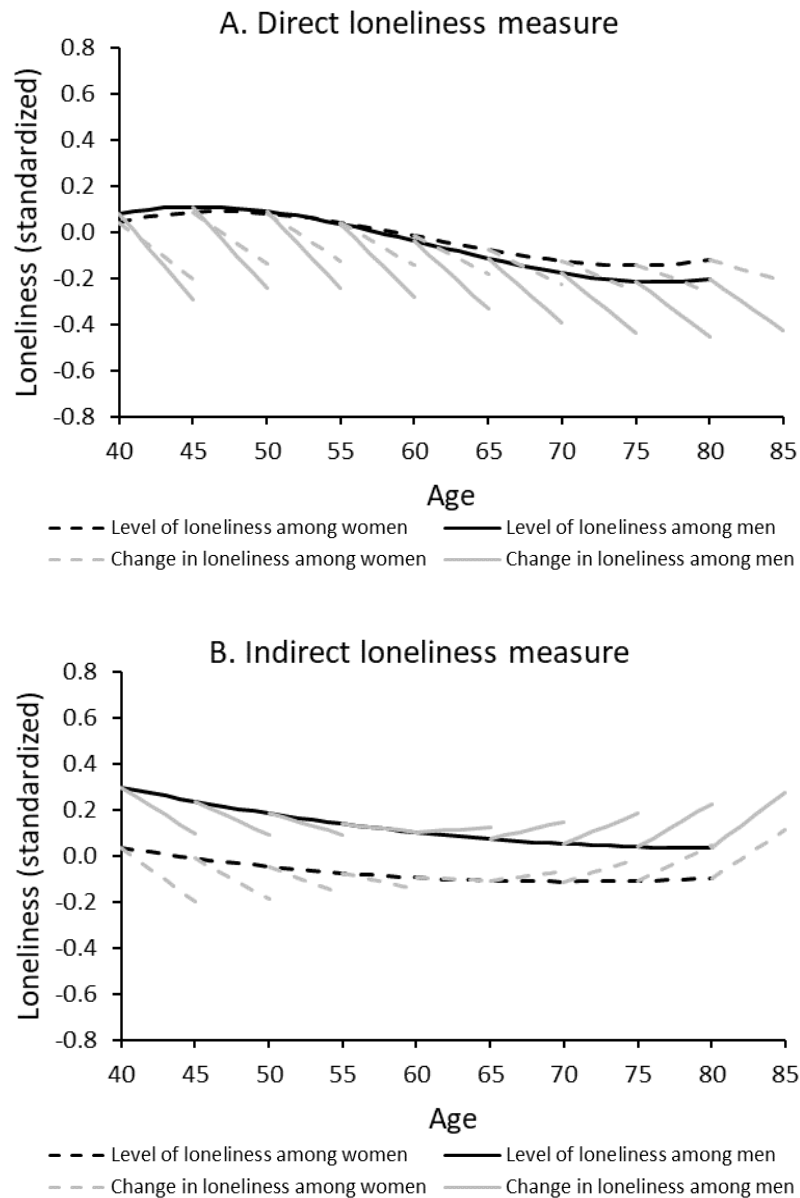 A. Direct loneliness measure
0.8
0.6
0.4
0.2
0.0
-0.2
-0.4
-0.6
-0.8
Loneliness (standardized)
40 45 50 55 60 65 70 75 80 85
Age
Level of loneliness among women Level of loneliness among men
Change in loneliness among women Change in loneliness among men
B. Indirect loneliness measure
0.8
0.6
0.4
0.2
0.0
-0.2
-0.4
-0.6
-0.8
Loneliness (standardized)
40 45 50 55 60 65 70 75 80 85
Age
Level of loneliness among women Level of loneliness among men
Change in loneliness among women Change in loneliness among men